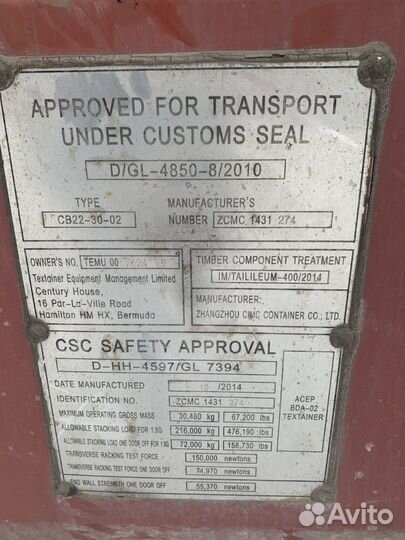 APPROVED FOR TRANSPORT
UNDER CUSTOMS SEAL
D/GL-4850-8/2010
TYPE
CB22-30-02
MANUFACTURER'S
NUMBER ZCMC 1431 274
OWNER'S NO. TEMU 00
Textainer Equipment Management Limited
Century House,
16 Par-La-Ville Road
Hamilton HM HX, Bermuda
TIMBER COMPONENT TREATMENT
IM/TAILILEUM-400/2014
MANUFACTURER:
ZHANGZHOU CIMC CONTAINER CO., LTD.
CSC SAFETY APPROVAL
D-HH-4597/GL 7394
DATE MANUFACTURED /2014
IDENTIFICATION NO. ZCMC 1431 274
MAXIMUM OPERATING GROSS MASS 30,480 kg 67,200 lbs
ALLOWABLE STACKING LOAD FOR 1.8G 216,000 kg 476,190 lbs
ALLOWABLE STACKING LOAD ONE DOOR OFF FOR 1.8G 72,000 kg 158,730 lbs
TRANSVERSE RACKING TEST FORCE 150,000 newtons
TRANSVERSE RACKING TEST FORCE ONE DOOR OFF 74,970 newtons
END WALL STRENGTH ONE DOOR OFF 55,370 newtons
ACEP
BDA-02
TEXTAINER
Avito